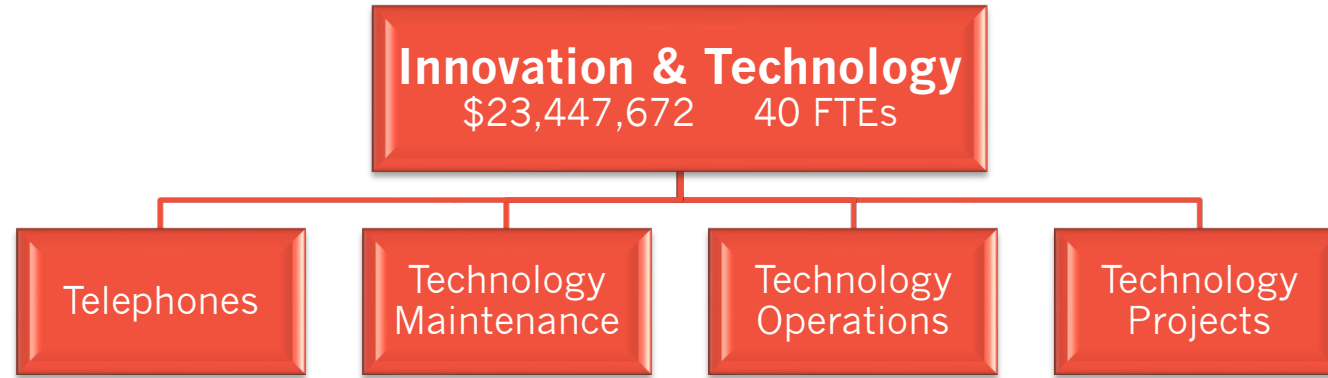 Innovation & Technology
$23,447,672 40 FTEs
Telephones
Technology
Maintenance
Technology
Operations
Technology
Projects